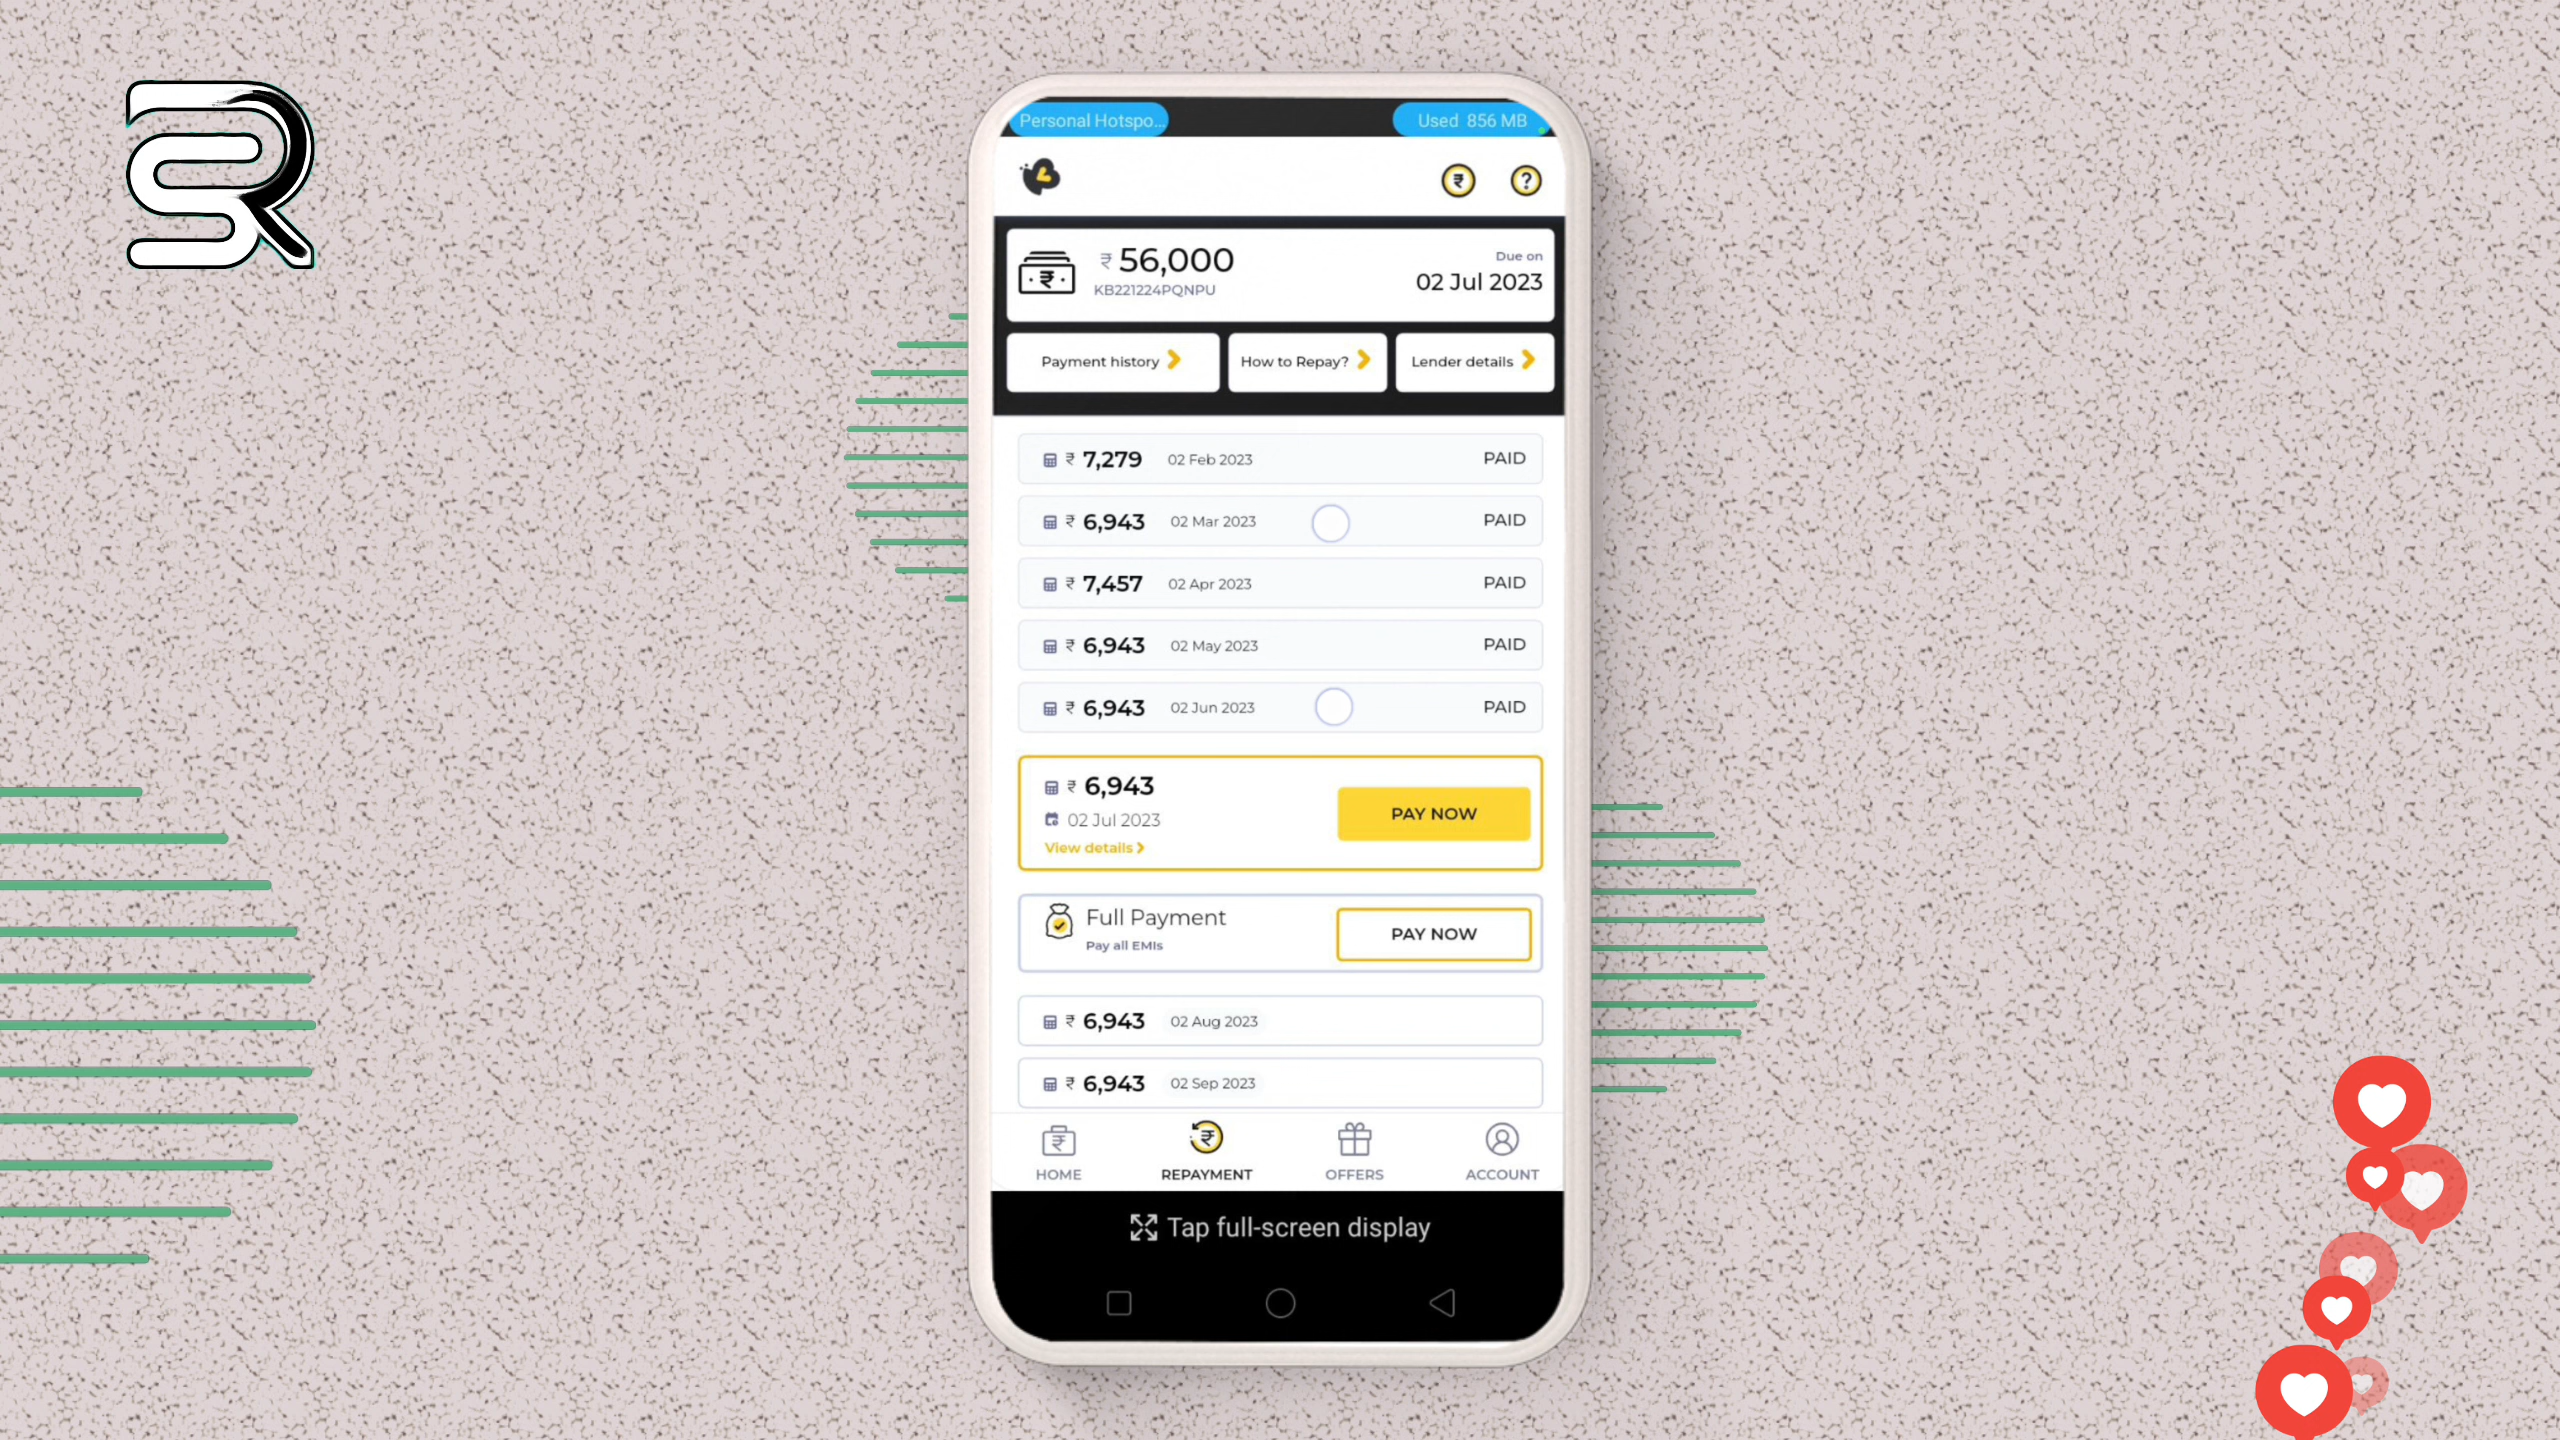 Personal Hotspo...
Used 856 MB
₹ 56,000
KB221224PQNPU
Due on
02 Jul 2023
Payment history
How to Repay?
Lender details
₹ 7,279 02 Feb 2023 PAID
₹ 6,943 02 Mar 2023 PAID
₹ 7,457 02 Apr 2023 PAID
₹ 6,943 02 May 2023 PAID
₹ 6,943 02 Jun 2023 PAID
₹ 6,943
02 Jul 2023
View details
PAY NOW
Full Payment
Pay all EMIs
PAY NOW
₹ 6,943 02 Aug 2023
₹ 6,943 02 Sep 2023
HOME
REPAYMENT
OFFERS
ACCOUNT
Tap full-screen display